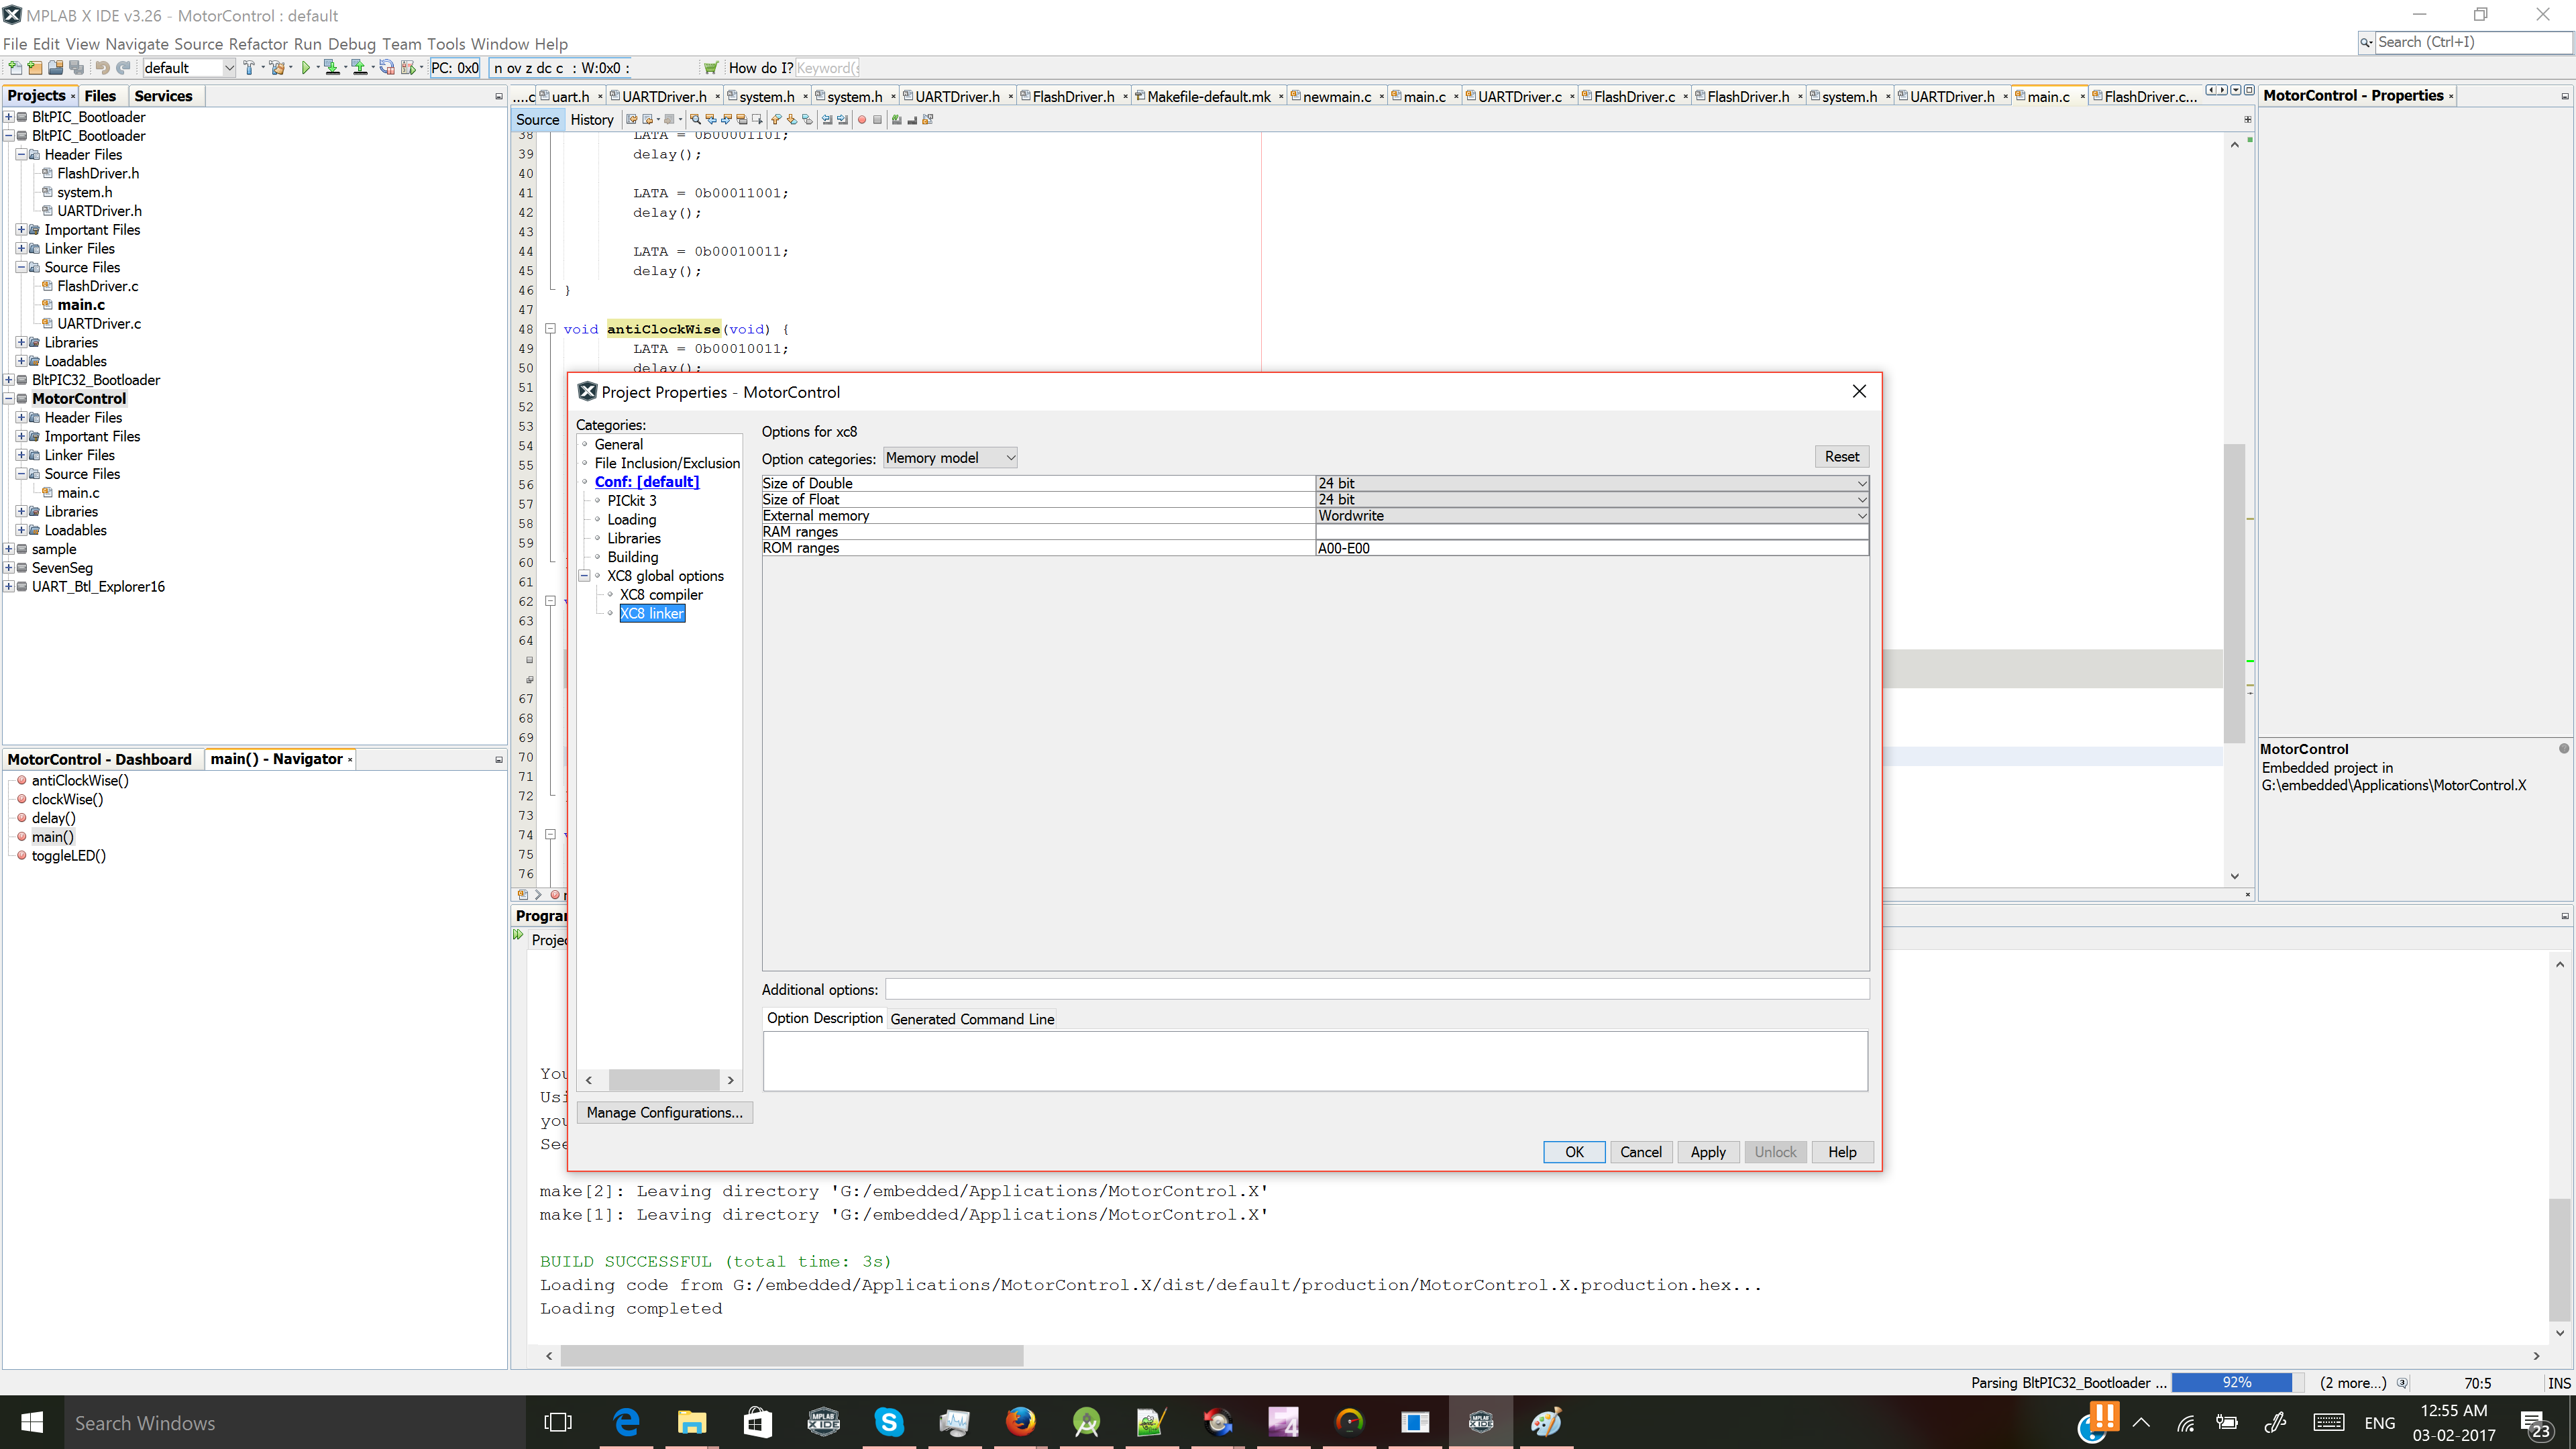 MPLAB X IDE v3.26 - MotorControl : default
File Edit View Navigate Source Refactor Run Debug Team Tools Window Help
Search (Ctrl+I)
default
PC: 0x0
n ov z dc c : W:0x0 :
How do I?
Keyword(s
Projects
Files
Services
BltPIC_Bootloader
BltPIC_Bootloader
Header Files
FlashDriver.h
system.h
UARTDriver.h
Important Files
Linker Files
Source Files
FlashDriver.c
main.c
UARTDriver.c
Libraries
Loadables
BltPIC32_Bootloader
MotorControl
Header Files
Important Files
Linker Files
Source Files
main.c
Libraries
Loadables
sample
SevenSeg
UART_Btl_Explorer16
MotorControl - Dashboard
main() - Navigator
antiClockWise()
clockWise()
delay()
main()
toggleLED()
....c
uart.h
UARTDriver.h
system.h
system.h
UARTDriver.h
FlashDriver.h
Makefile-default.mk
newmain.c
main.c
UARTDriver.c
FlashDriver.c
FlashDriver.h
system.h
UARTDriver.h
main.c
FlashDriver.c...
Source
History
38 LATA = 0b00001101;
39 delay();
40
41 LATA = 0b00011001;
42 delay();
43
44 LATA = 0b00010011;
45 delay();
46 }
47
48 void antiClockWise(void) {
49 LATA = 0b00010011;
50 delay();
51
52
53
54
55
56
57
58
59
60
61
62
63
64
67
68
69
70
71
72
73
74
75
76
Project Properties - MotorControl
Categories:
General
File Inclusion/Exclusion
Conf: [default]
PICkit 3
Loading
Libraries
Building
XC8 global options
XC8 compiler
XC8 linker
Manage Configurations...
Options for xc8
Option categories:
Memory model
Reset
Size of Double 24 bit
Size of Float 24 bit
External memory Wordwrite
RAM ranges
ROM ranges A00-E00
Additional options:
Option Description
Generated Command Line
OK
Cancel
Apply
Unlock
Help
Program
Projec
You
Usi
you
See
make[2]: Leaving directory 'G:/embedded/Applications/MotorControl.X'
make[1]: Leaving directory 'G:/embedded/Applications/MotorControl.X'
BUILD SUCCESSFUL (total time: 3s)
Loading code from G:/embedded/Applications/MotorControl.X/dist/default/production/MotorControl.X.production.hex...
Loading completed
MotorControl - Properties
MotorControl
Embedded project in
G:\embedded\Applications\MotorControl.X
Parsing BltPIC32_Bootloader ...
92%
(2 more...)
70:5
INS
Search Windows
ENG
12:55 AM
03-02-2017
23